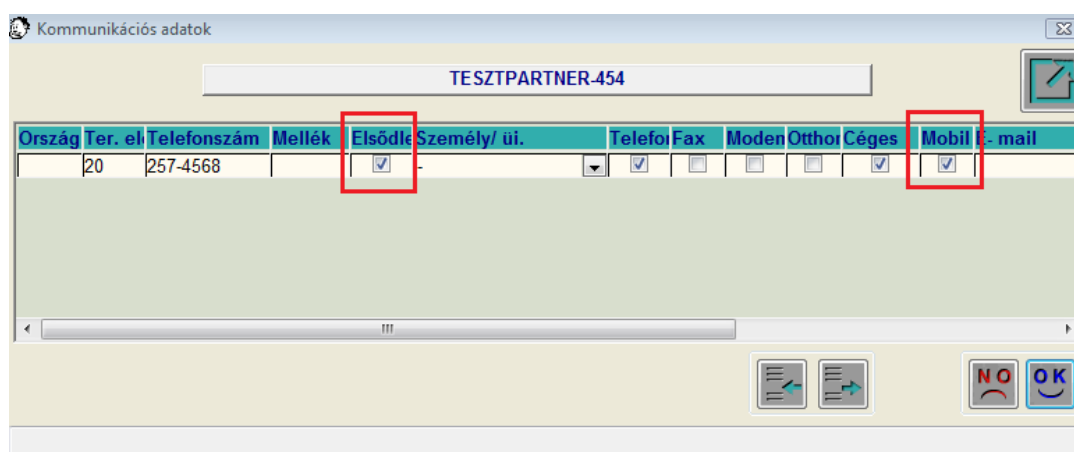 Kommunikációs adatok
TESZTPARTNER-454
Ország Ter. el Telefonszám Mellék Elsődle Személy/ üi. Telefo Fax Moden Otthor Céges Mobil E- mail
20 257-4568 -
NO OK